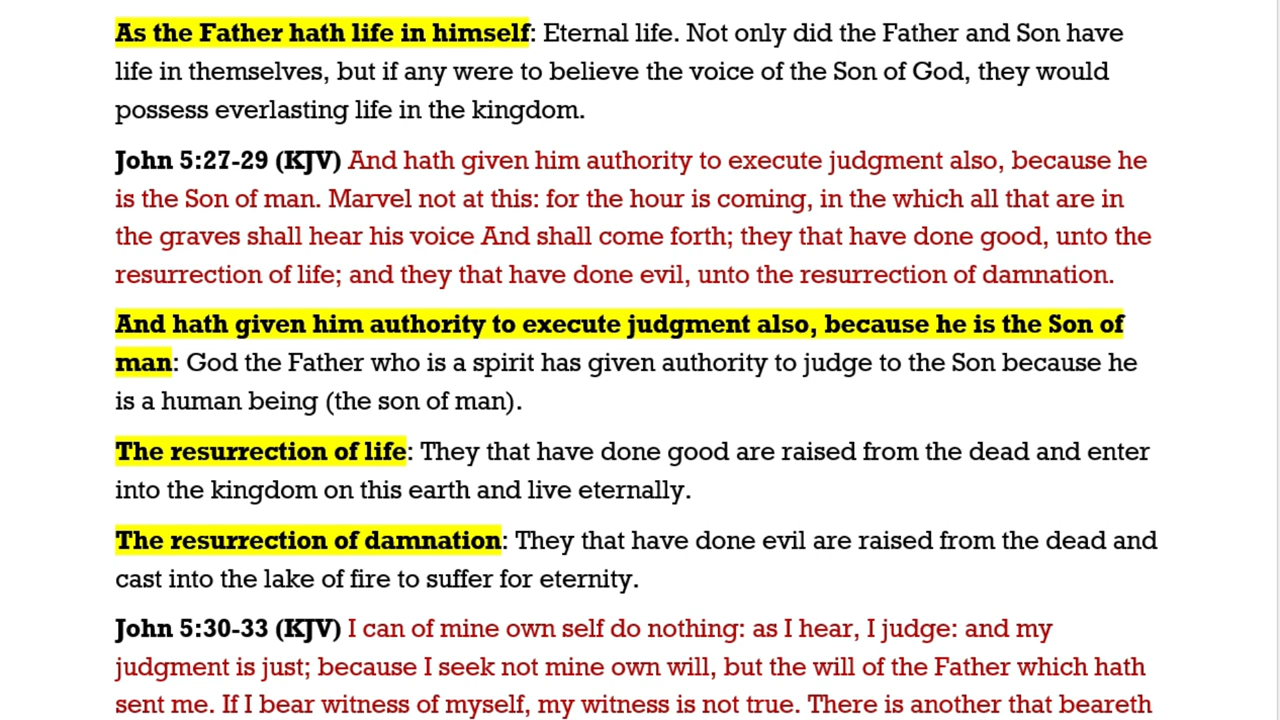 As the Father hath life in himself: Eternal life. Not only did the Father and Son have
life in themselves, but if any were to believe the voice of the Son of God, they would
possess everlasting life in the kingdom.
John 5:27-29 (KJV) And hath given him authority to execute judgment also, because he
is the Son of man. Marvel not at this: for the hour is coming, in the which all that are in
the graves shall hear his voice And shall come forth; they that have done good, unto the
resurrection of life; and they that have done evil, unto the resurrection of damnation.
And hath given him authority to execute judgment also, because he is the Son of
man: God the Father who is a spirit has given authority to judge to the Son because he
is a human being (the son of man).
The resurrection of life: They that have done good are raised from the dead and enter
into the kingdom on this earth and live eternally.
The resurrection of damnation: They that have done evil are raised from the dead and
cast into the lake of fire to suffer for eternity.
John 5:30-33 (KJV) I can of mine own self do nothing: as I hear, I judge: and my
judgment is just; because I seek not mine own will, but the will of the Father which hath
sent me. If I bear witness of myself, my witness is not true. There is another that beareth